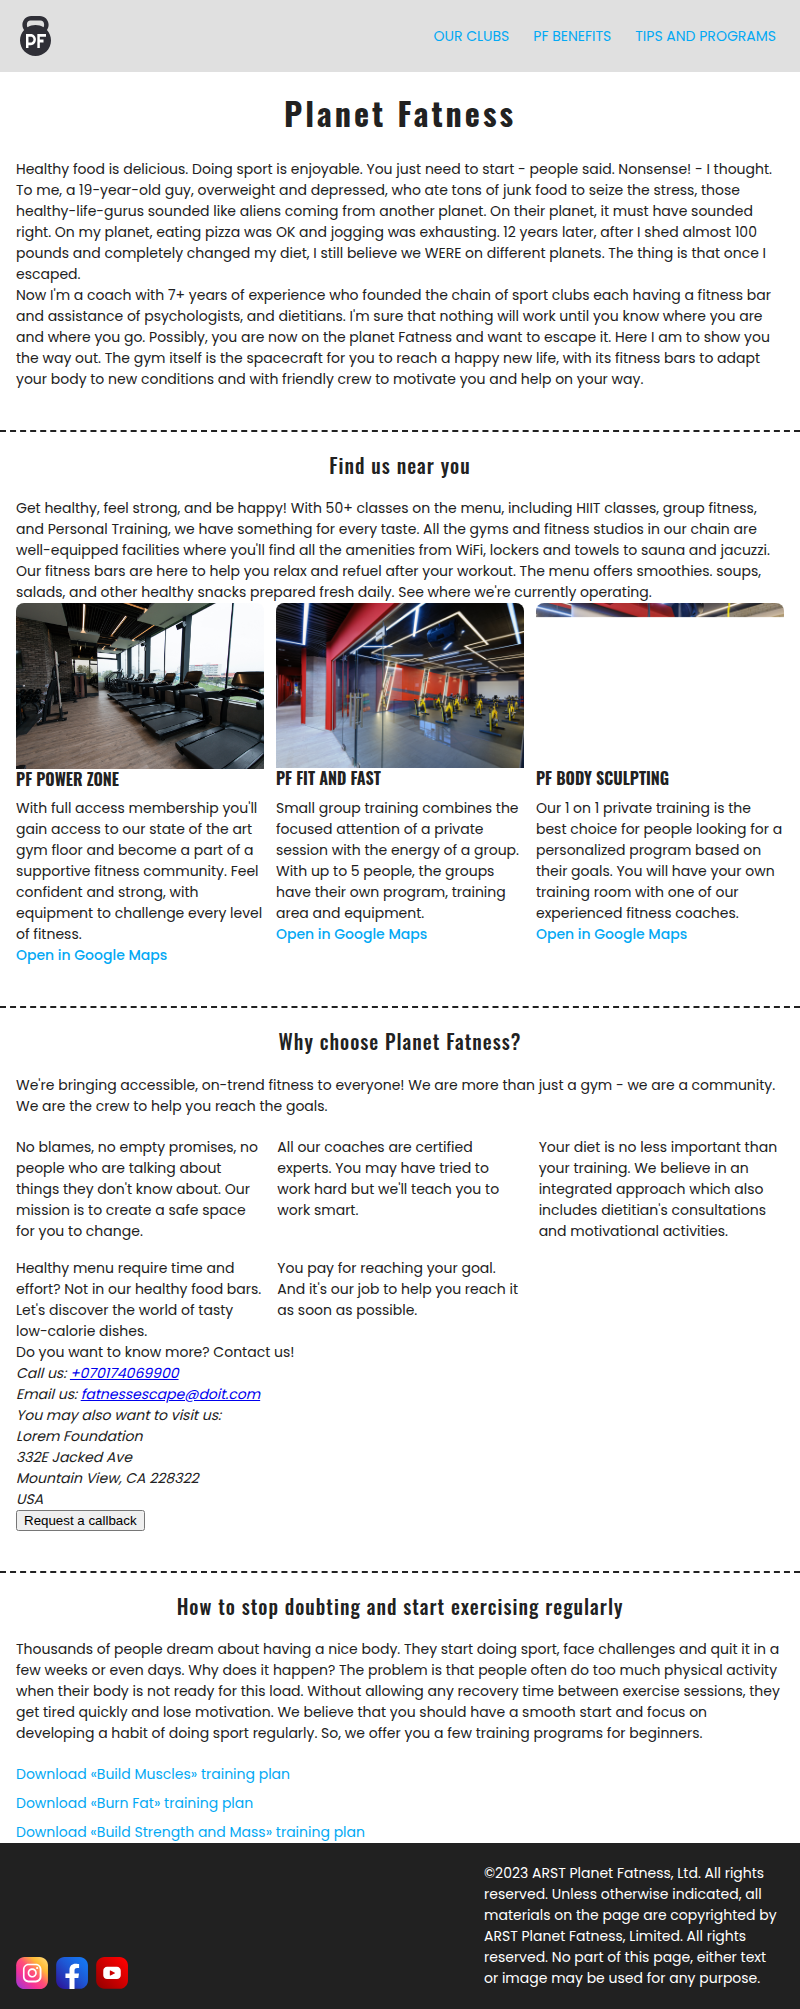 PF
OUR CLUBS PF BENEFITS TIPS AND PROGRAMS
Planet Fatness
Healthy food is delicious. Doing sport is enjoyable. You just need to start - people said. Nonsense! - I thought.
To me, a 19-year-old guy, overweight and depressed, who ate tons of junk food to seize the stress, those
healthy-life-gurus sounded like aliens coming from another planet. On their planet, it must have sounded
right. On my planet, eating pizza was OK and jogging was exhausting. 12 years later, after I shed almost 100
pounds and completely changed my diet, I still believe we WERE on different planets. The thing is that once I
escaped.
Now I'm a coach with 7+ years of experience who founded the chain of sport clubs each having a fitness bar
and assistance of psychologists, and dietitians. I'm sure that nothing will work until you know where you are
and where you go. Possibly, you are now on the planet Fatness and want to escape it. Here I am to show you
the way out. The gym itself is the spacecraft for you to reach a happy new life, with its fitness bars to adapt
your body to new conditions and with friendly crew to motivate you and help on your way.
Find us near you
Get healthy, feel strong, and be happy! With 50+ classes on the menu, including HIIT classes, group fitness,
and Personal Training, we have something for every taste. All the gyms and fitness studios in our chain are
well-equipped facilities where you'll find all the amenities from WiFi, lockers and towels to sauna and jacuzzi.
Our fitness bars are here to help you relax and refuel after your workout. The menu offers smoothies. soups,
salads, and other healthy snacks prepared fresh daily. See where we're currently operating.
PF POWER ZONE
With full access membership you'll
gain access to our state of the art
gym floor and become a part of a
supportive fitness community. Feel
confident and strong, with
equipment to challenge every level
of fitness.
Open in Google Maps
PF FIT AND FAST
Small group training combines the
focused attention of a private
session with the energy of a group.
With up to 5 people, the groups
have their own program, training
area and equipment.
Open in Google Maps
PF BODY SCULPTING
Our 1 on 1 private training is the
best choice for people looking for a
personalized program based on
their goals. You will have your own
training room with one of our
experienced fitness coaches.
Open in Google Maps
Why choose Planet Fatness?
We're bringing accessible, on-trend fitness to everyone! We are more than just a gym - we are a community.
We are the crew to help you reach the goals.
No blames, no empty promises, no
people who are talking about
things they don't know about. Our
mission is to create a safe space
for you to change.
All our coaches are certified
experts. You may have tried to
work hard but we'll teach you to
work smart.
Your diet is no less important than
your training. We believe in an
integrated approach which also
includes dietitian's consultations
and motivational activities.
Healthy menu require time and
effort? Not in our healthy food bars.
Let's discover the world of tasty
low-calorie dishes.
You pay for reaching your goal.
And it's our job to help you reach it
as soon as possible.
Do you want to know more? Contact us!
Call us: +070174069900
Email us: fatnessescape@doit.com
You may also want to visit us:
Lorem Foundation
332E Jacked Ave
Mountain View, CA 228322
USA
Request a callback
How to stop doubting and start exercising regularly
Thousands of people dream about having a nice body. They start doing sport, face challenges and quit it in a
few weeks or even days. Why does it happen? The problem is that people often do too much physical activity
when their body is not ready for this load. Without allowing any recovery time between exercise sessions, they
get tired quickly and lose motivation. We believe that you should have a smooth start and focus on
developing a habit of doing sport regularly. So, we offer you a few training programs for beginners.
Download «Build Muscles» training plan
Download «Burn Fat» training plan
Download «Build Strength and Mass» training plan
©2023 ARST Planet Fatness, Ltd. All rights
reserved. Unless otherwise indicated, all
materials on the page are copyrighted by
ARST Planet Fatness, Limited. All rights
reserved. No part of this page, either text
or image may be used for any purpose.